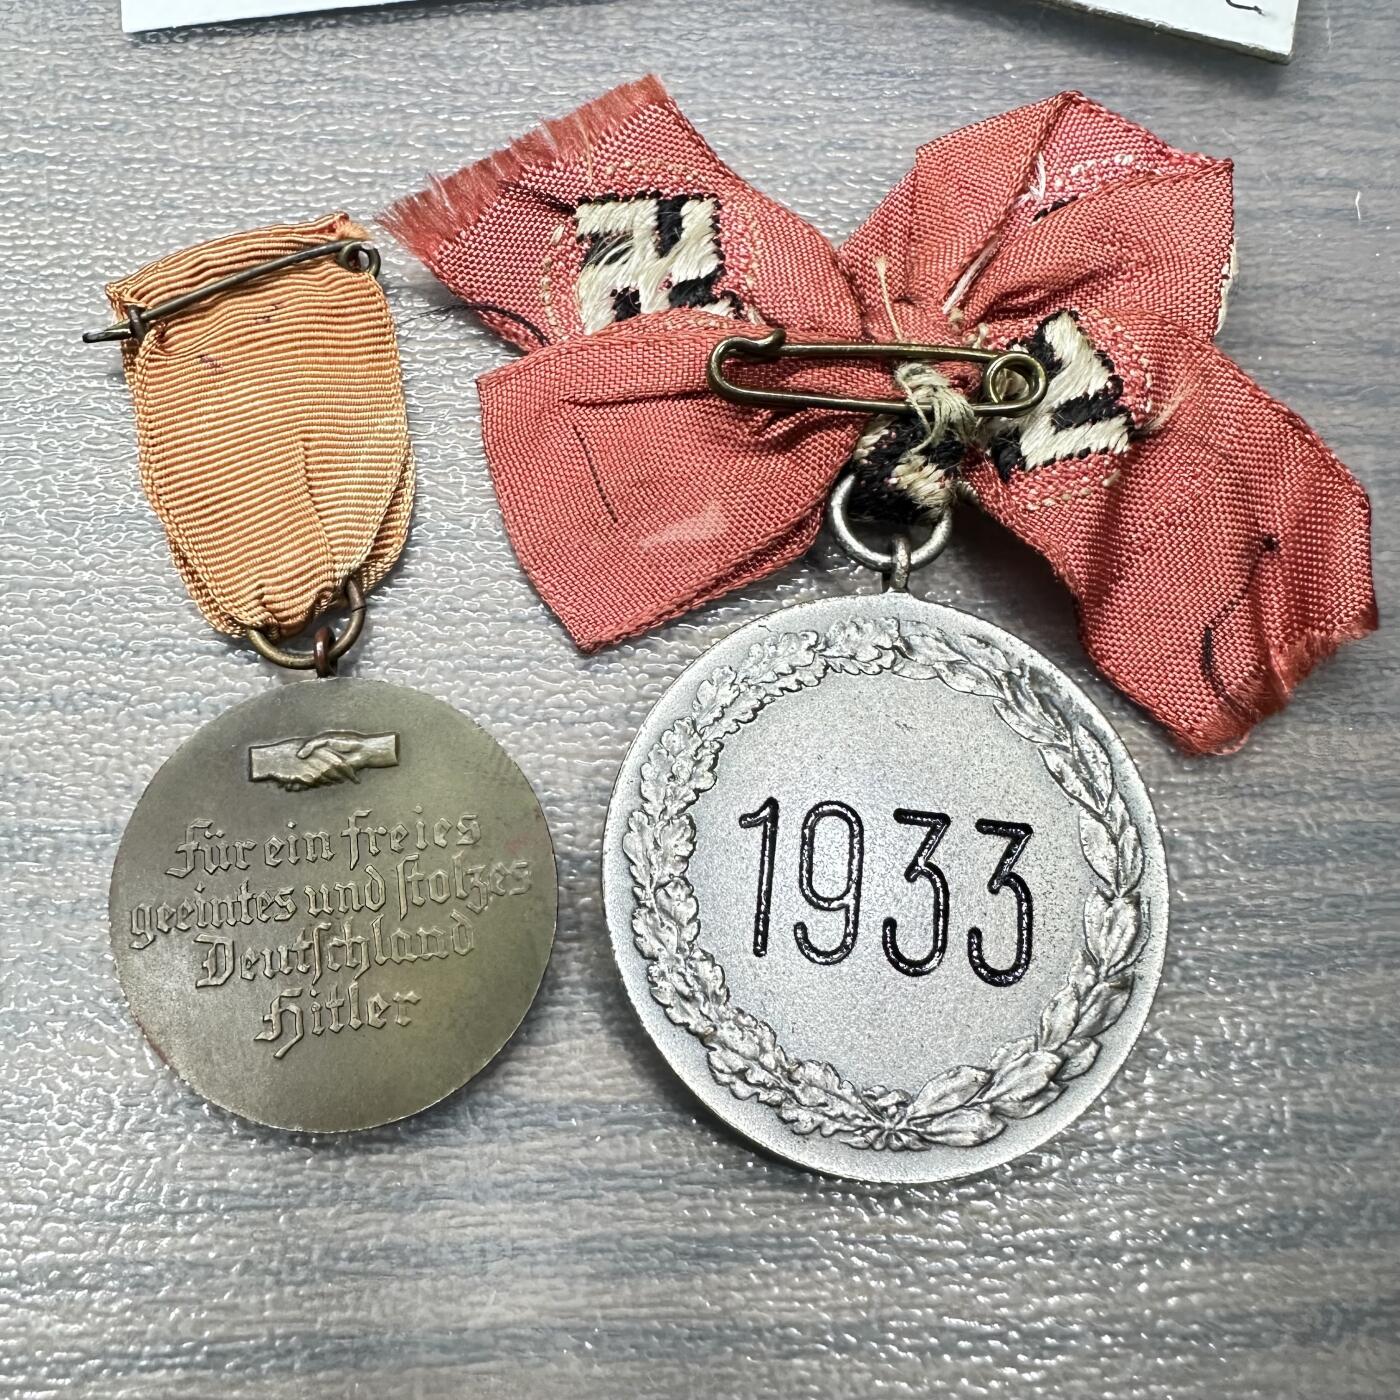 Für ein freies
geeintes und stolzes
Deutschland
Hitler
1933